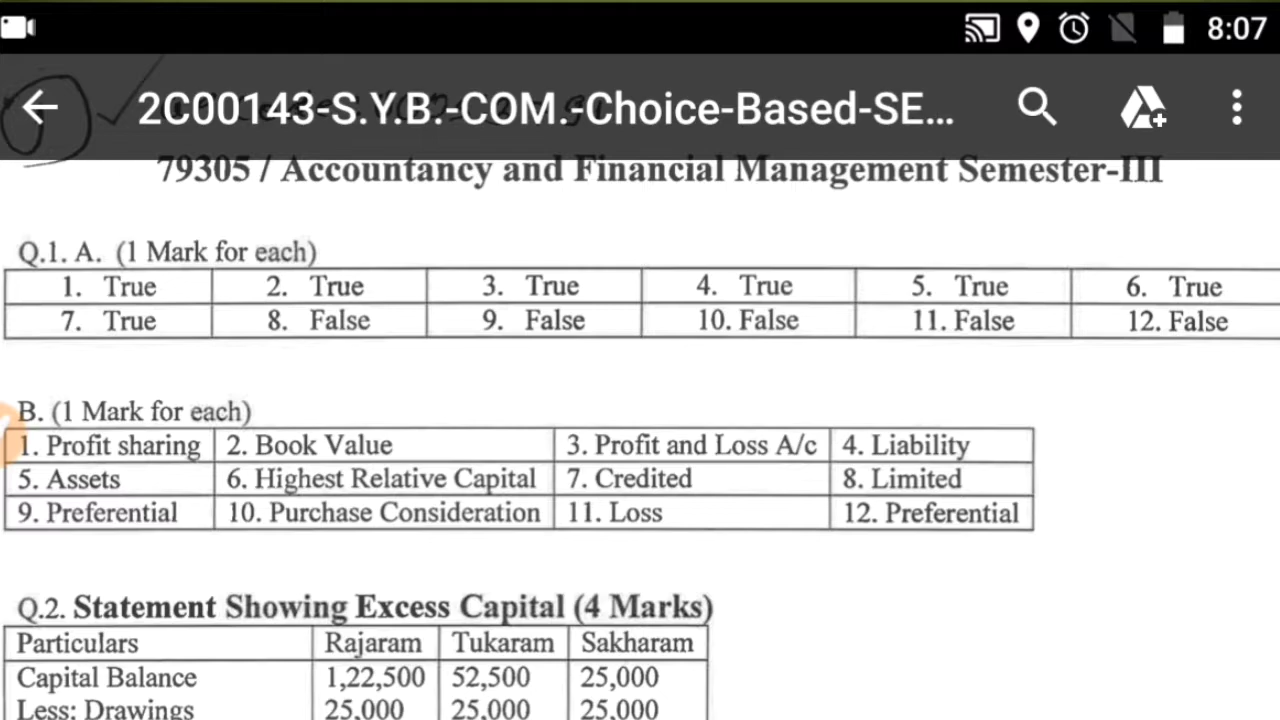 8:07
2C00143-S.Y.B.-COM.-Choice-Based-SE...
79305 / Accountancy and Financial Management Semester-III
Q.1. A. (1 Mark for each)
1. True 2. True 3. True 4. True 5. True 6. True
7. True 8. False 9. False 10. False 11. False 12. False
B. (1 Mark for each)
1. Profit sharing 2. Book Value 3. Profit and Loss A/c 4. Liability
5. Assets 6. Highest Relative Capital 7. Credited 8. Limited
9. Preferential 10. Purchase Consideration 11. Loss 12. Preferential
Q.2. Statement Showing Excess Capital (4 Marks)
Particulars Rajaram Tukaram Sakharam
Capital Balance 1,22,500 52,500 25,000
Less: Drawings 25,000 25,000 25,000